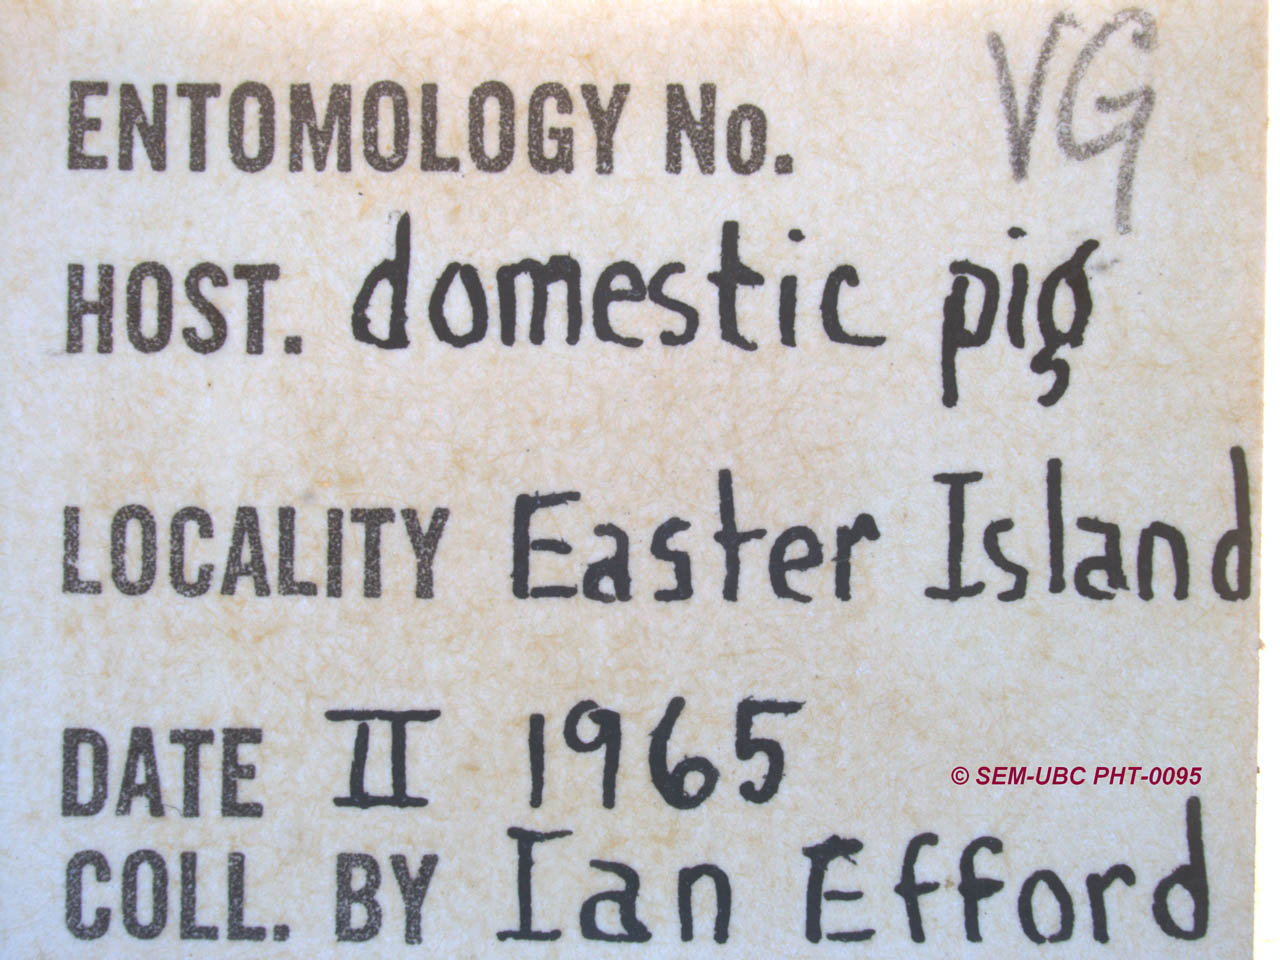 VG
ENTOMOLOGY No.
HOST. domestic pig
LOCALITY Easter Island
DATE II 1965
© SEM-UBC PHT-0095
COLL. BY Ian Efford